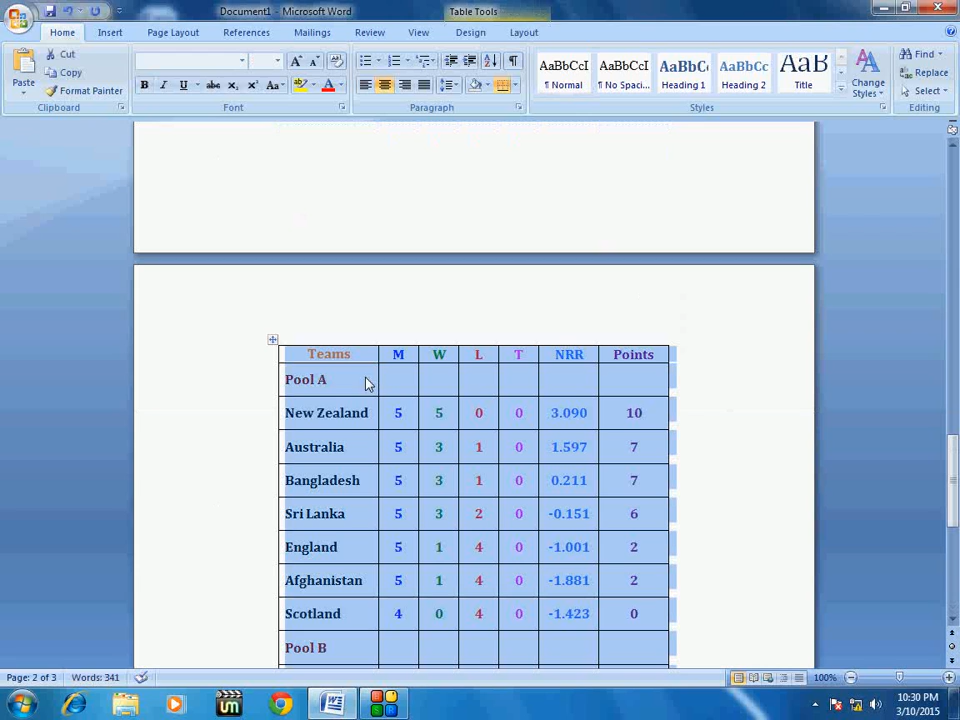 Document1 - Microsoft Word
Table Tools
Home Insert Page Layout References Mailings Review View Design Layout
Cut
Copy
Format Painter
Paste
Clipboard
Font
Paragraph
AaBbCcI
¶ Normal
AaBbCcI
¶ No Spaci...
AaBbC
Heading 1
AaBbCc
Heading 2
AaB
Title
Change
Styles
Styles
Find
Replace
Select
Editing
Teams M W L T NRR Points
Pool A
New Zealand 5 5 0 0 3.090 10
Australia 5 3 1 0 1.597 7
Bangladesh 5 3 1 0 0.211 7
Sri Lanka 5 3 2 0 -0.151 6
England 5 1 4 0 -1.001 2
Afghanistan 5 1 4 0 -1.881 2
Scotland 4 0 4 0 -1.423 0
Pool B
Page: 2 of 3 Words: 341 100%
10:30 PM
3/10/2015